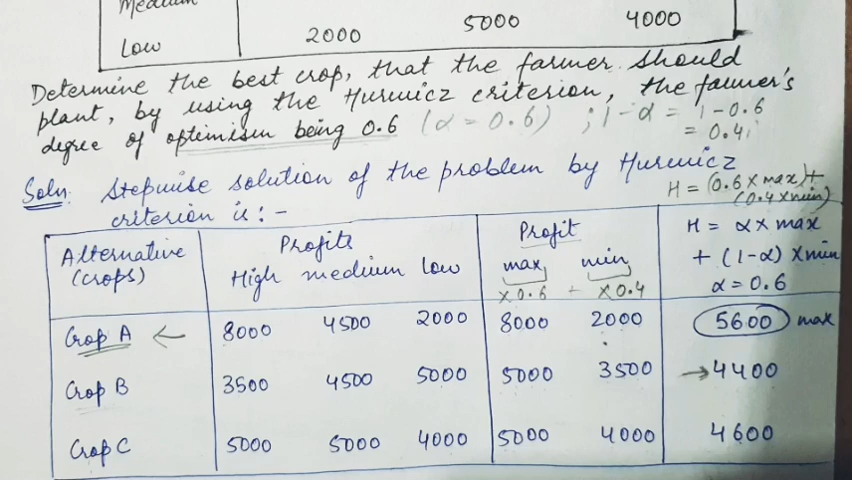 Medium
Low 2000 5000 4000
Determine the best crop, that the farmer should
plant, by using the Hurwicz criterion, the farmer's
degree of optimism being 0.6 (α = 0.6) ; 1-α = 1-0.6
= 0.4
Soln. Stepwise solution of the problem by Hurwicz
criterion is :-
H = (0.6 x max) +
(0.4 x min)
Alternative (crops) Profits Profit H = α x max
High medium low max min + (1-α) x min
x 0.6 + x 0.4 α = 0.6
Crop A ← 8000 4500 2000 8000 2000 5600 max
Crop B 3500 4500 5000 5000 3500 → 4400
Crop C 5000 5000 4000 5000 4000 4600